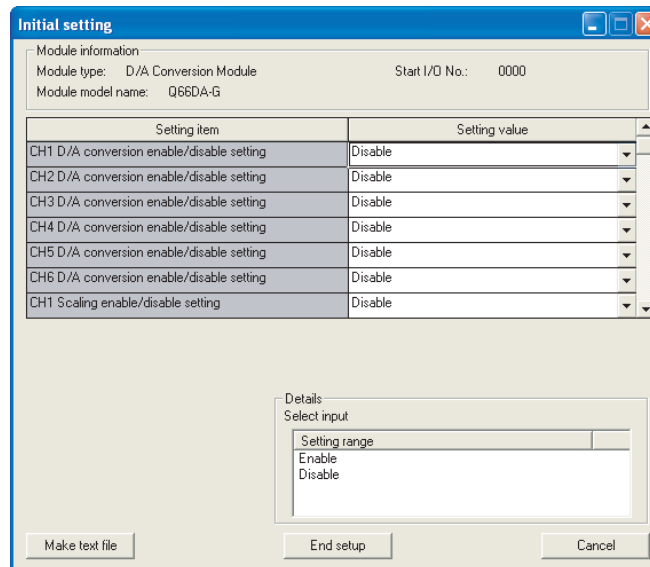 Initial setting
Module information
Module type: D/A Conversion Module Start I/O No.: 0000
Module model name: Q66DA-G
Setting item Setting value
CH1 D/A conversion enable/disable setting Disable
CH2 D/A conversion enable/disable setting Disable
CH3 D/A conversion enable/disable setting Disable
CH4 D/A conversion enable/disable setting Disable
CH5 D/A conversion enable/disable setting Disable
CH6 D/A conversion enable/disable setting Disable
CH1 Scaling enable/disable setting Disable
Details
Select input
Setting range
Enable
Disable
Make text file End setup Cancel